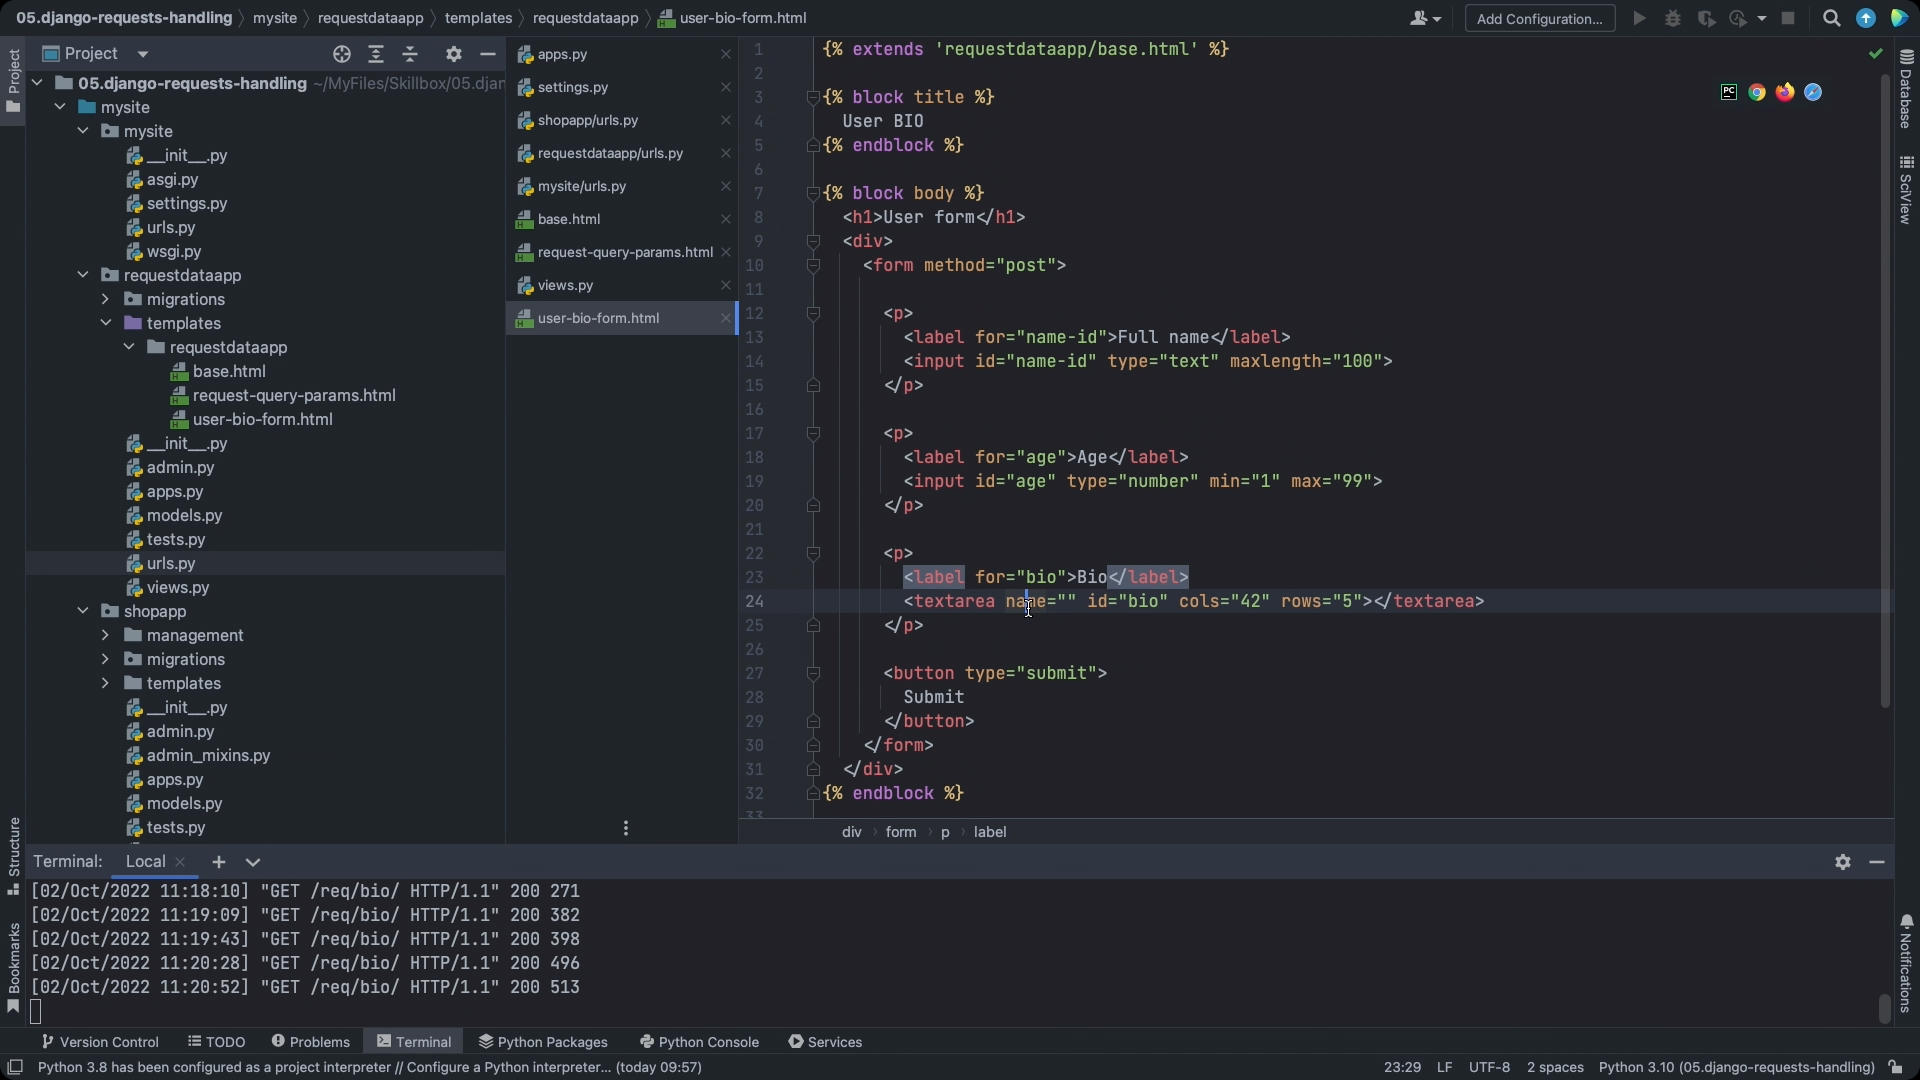 05.django-requests-handling mysite requestdataapp templates requestdataapp user-bio-form.html
Add Configuration...
Project
Project
05.django-requests-handling ~/MyFiles/Skillbox/05.djan
mysite
mysite
__init__.py
asgi.py
settings.py
urls.py
wsgi.py
requestdataapp
migrations
templates
requestdataapp
base.html
request-query-params.html
user-bio-form.html
__init__.py
admin.py
apps.py
models.py
tests.py
urls.py
views.py
shopapp
management
migrations
templates
__init__.py
admin.py
admin_mixins.py
apps.py
models.py
tests.py
apps.py
settings.py
shopapp/urls.py
requestdataapp/urls.py
mysite/urls.py
base.html
request-query-params.html
views.py
user-bio-form.html
1 {% extends 'requestdataapp/base.html' %}
2
3 {% block title %}
4 User BIO
5 {% endblock %}
6
7 {% block body %}
8 <h1>User form</h1>
9 <div>
10 <form method="post">
11
12 <p>
13 <label for="name-id">Full name</label>
14 <input id="name-id" type="text" maxlength="100">
15 </p>
16
17 <p>
18 <label for="age">Age</label>
19 <input id="age" type="number" min="1" max="99">
20 </p>
21
22 <p>
23 <label for="bio">Bio</label>
24 <textarea name="" id="bio" cols="42" rows="5"></textarea>
25 </p>
26
27 <button type="submit">
28 Submit
29 </button>
30 </form>
31 </div>
32 {% endblock %}
33
div form p label
PC
Database
SciView
Notifications
Structure
Bookmarks
Terminal: Local
[02/Oct/2022 11:18:10] "GET /req/bio/ HTTP/1.1" 200 271
[02/Oct/2022 11:19:09] "GET /req/bio/ HTTP/1.1" 200 382
[02/Oct/2022 11:19:43] "GET /req/bio/ HTTP/1.1" 200 398
[02/Oct/2022 11:20:28] "GET /req/bio/ HTTP/1.1" 200 496
[02/Oct/2022 11:20:52] "GET /req/bio/ HTTP/1.1" 200 513
Version Control TODO Problems Terminal Python Packages Python Console Services
Python 3.8 has been configured as a project interpreter // Configure a Python interpreter... (today 09:57)
23:29 LF UTF-8 2 spaces Python 3.10 (05.django-requests-handling)